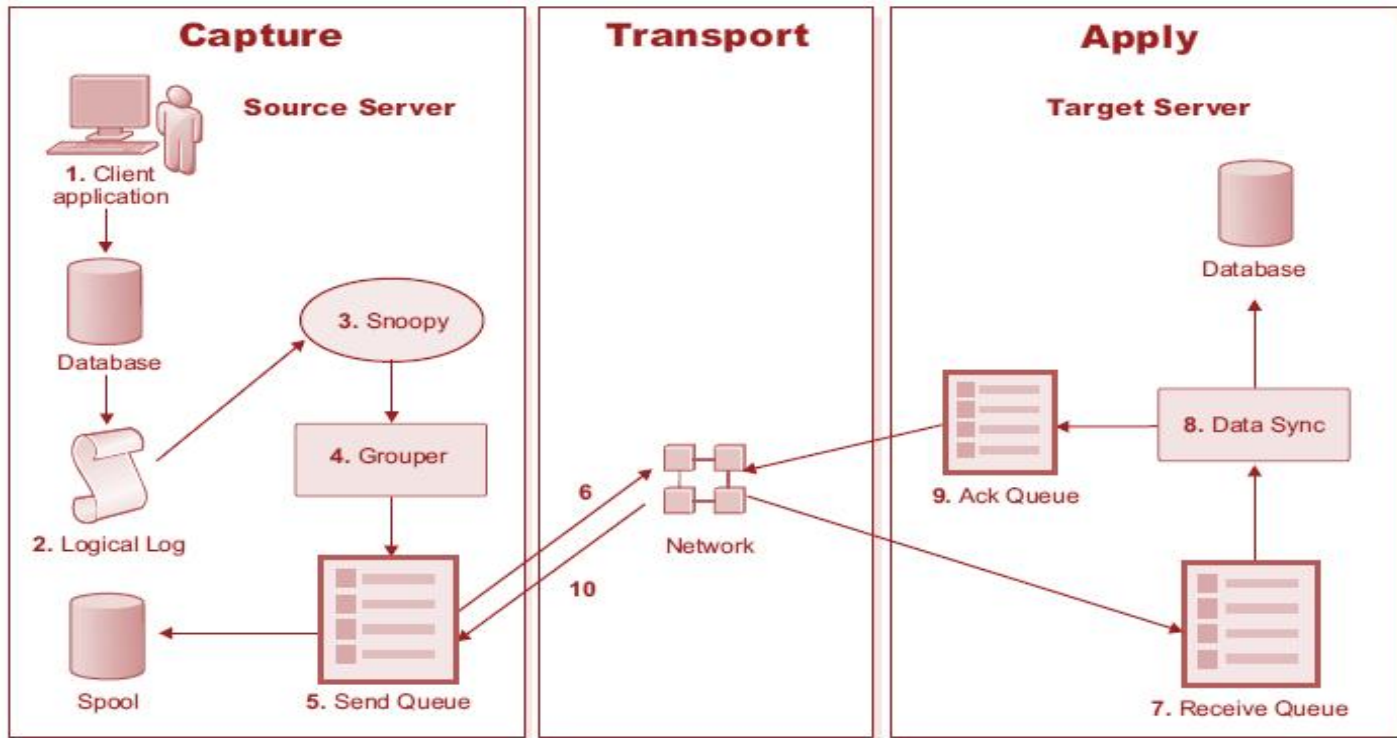 Capture
Source Server
1. Client
application
Database
2. Logical Log
Spool
3. Snoopy
4. Grouper
5. Send Queue
Transport
6
Network
10
Apply
Target Server
Database
8. Data Sync
9. Ack Queue
7. Receive Queue